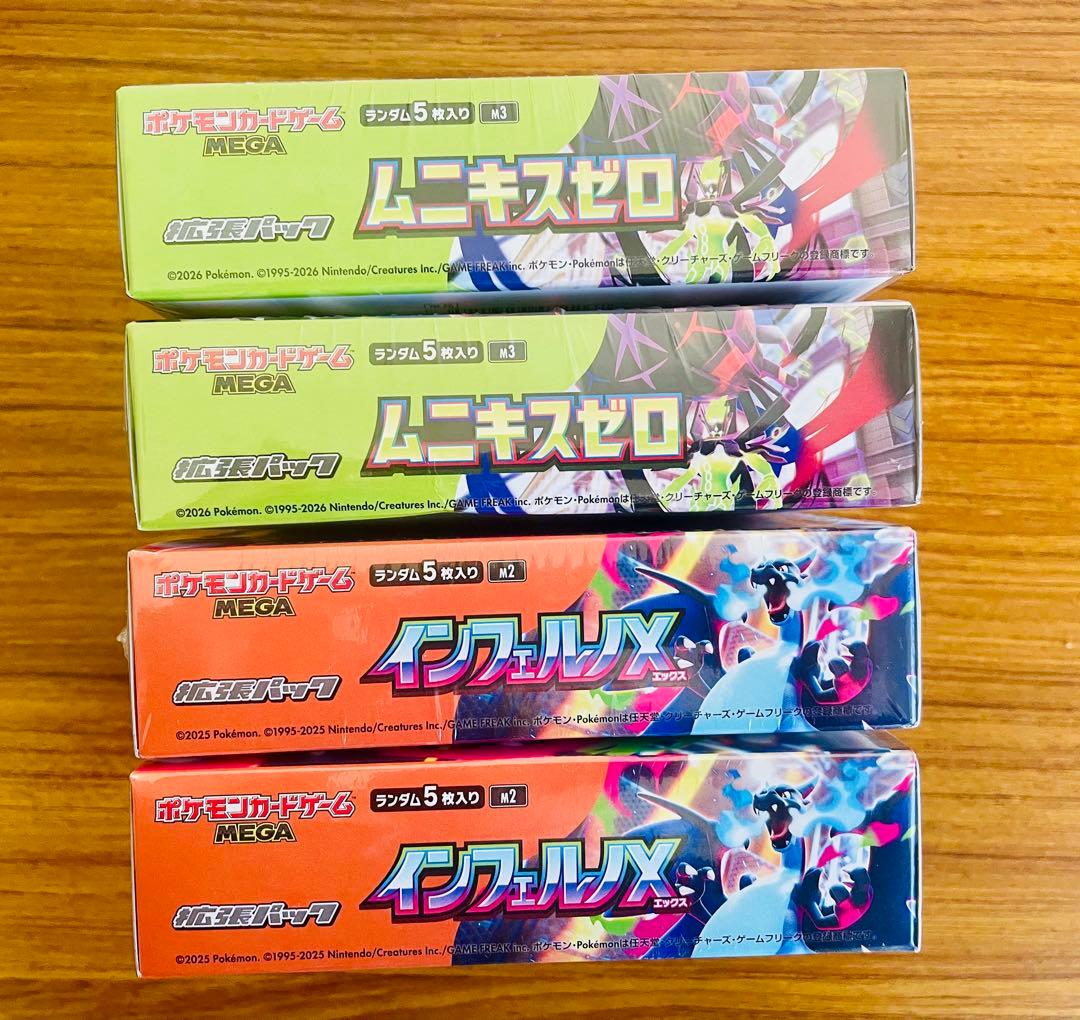 ポケモンカードゲーム
MEGA
ランダム5枚入り M3
ムニキスゼロ
拡張パック
©2026 Pokémon. ©1995-2026 Nintendo/Creatures Inc./GAME FREAK inc. ポケモン・Pokémonは任天堂・クリーチャーズ・ゲームフリークの登録商標です。
ポケモンカードゲーム
MEGA
ランダム5枚入り M3
ムニキスゼロ
拡張パック
©2026 Pokémon. ©1995-2026 Nintendo/Creatures Inc./GAME FREAK inc. ポケモン・Pokémonは任天堂・クリーチャーズ・ゲームフリークの登録商標です。
ポケモンカードゲーム
MEGA
ランダム5枚入り M2
インフェルノX
エックス
拡張パック
©2025 Pokémon. ©1995-2025 Nintendo/Creatures Inc./GAME FREAK inc. ポケモン・Pokémonは任天堂・クリーチャーズ・ゲームフリークの登録商標です。
ポケモンカードゲーム
MEGA
ランダム5枚入り M2
インフェルノX
エックス
拡張パック
©2025 Pokémon. ©1995-2025 Nintendo/Creatures Inc./GAME FREAK inc. ポケモン・Pokémonは任天堂・クリーチャーズ・ゲームフリークの登録商標です。